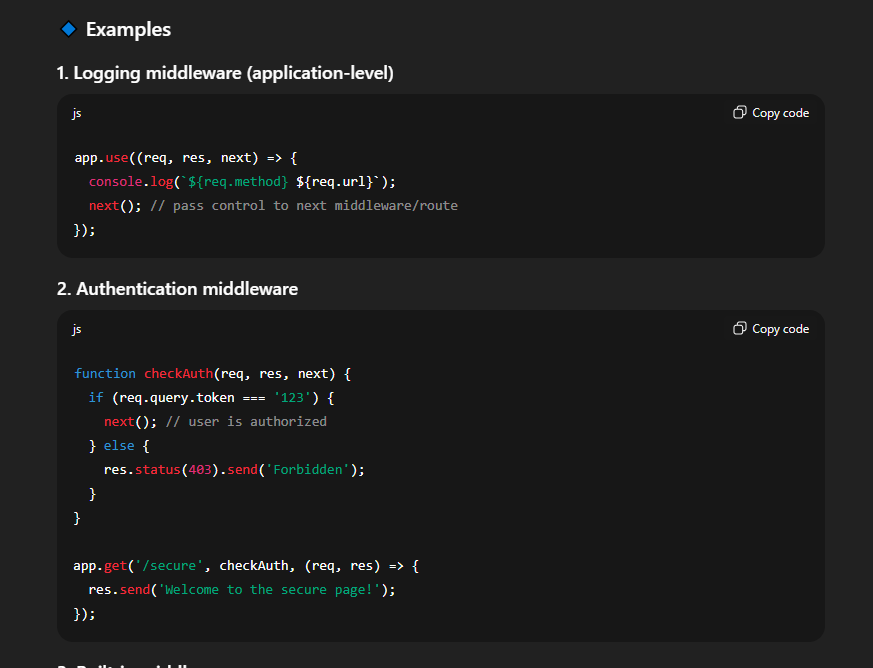 Examples
1. Logging middleware (application-level)
js
Copy code
app.use((req, res, next) => {
  console.log(`${req.method} ${req.url}`);
  next(); // pass control to next middleware/route
});
2. Authentication middleware
js
Copy code
function checkAuth(req, res, next) {
  if (req.query.token === '123') {
    next(); // user is authorized
  } else {
    res.status(403).send('Forbidden');
  }
}
app.get('/secure', checkAuth, (req, res) => {
  res.send('Welcome to the secure page!');
});